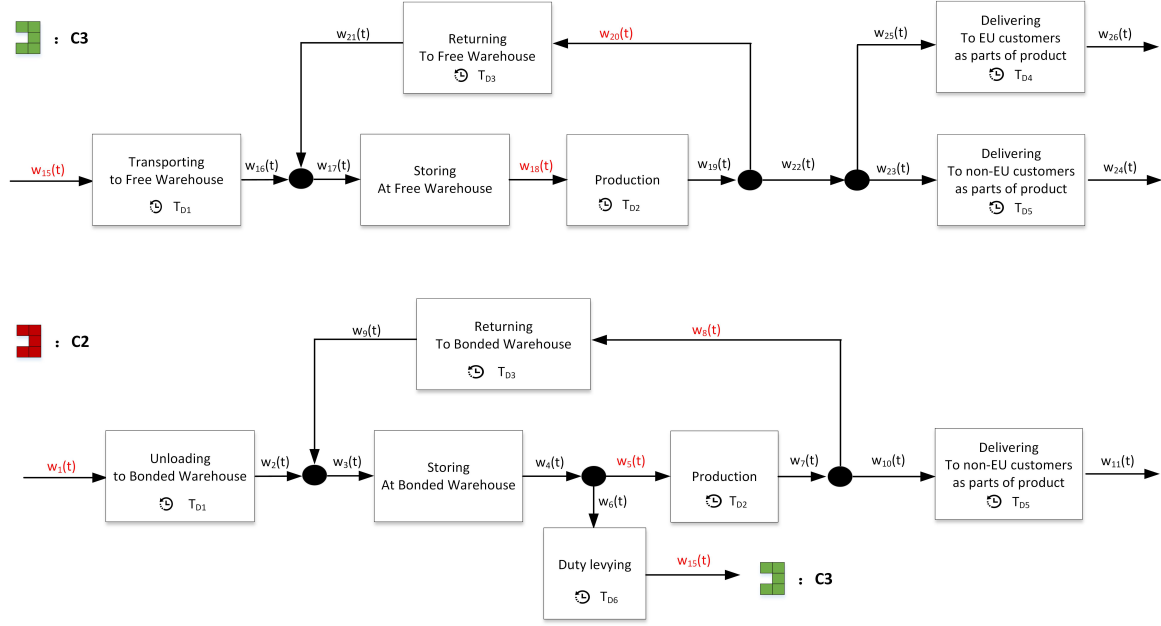 : C3
w21(t)
Returning
To Free Warehouse
TD3
w20(t)
w25(t)
Delivering
To EU customers
as parts of product
TD4
w26(t)
w15(t)
Transporting
to Free Warehouse
TD1
w16(t)
w17(t)
Storing
At Free Warehouse
w18(t)
Production
TD2
w19(t)
w22(t)
w23(t)
Delivering
To non-EU customers
as parts of product
TD5
w24(t)
: C2
w9(t)
Returning
To Bonded Warehouse
TD3
w8(t)
w1(t)
Unloading
to Bonded Warehouse
TD1
w2(t)
w3(t)
Storing
At Bonded Warehouse
w4(t)
w5(t)
Production
TD2
w7(t)
w10(t)
Delivering
To non-EU customers
as parts of product
TD5
w11(t)
w6(t)
Duty levying
TD6
w15(t)
: C3